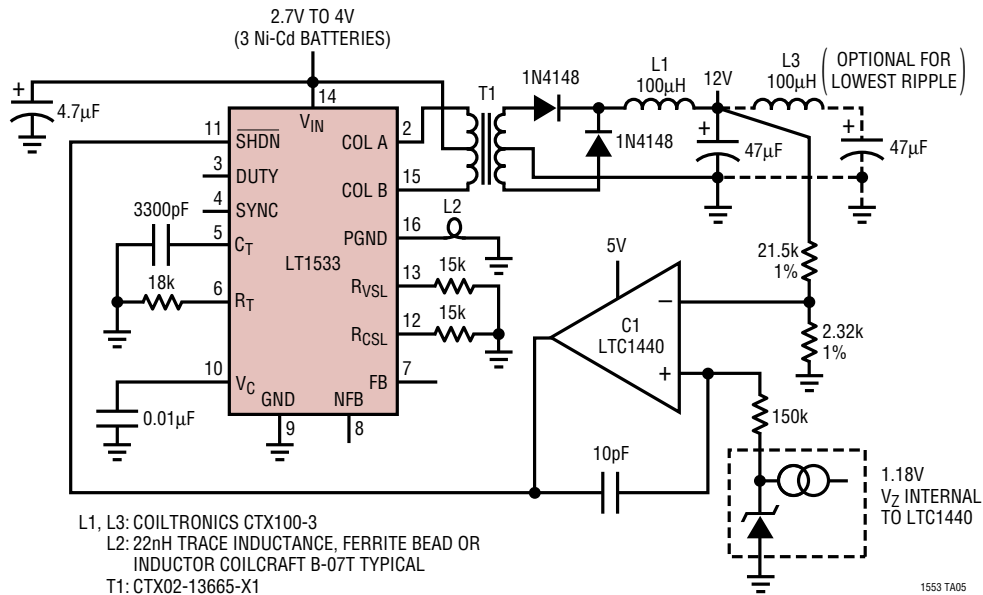 2.7V TO 4V
(3 Ni-Cd BATTERIES)
+
4.7µF
14
VIN
11
SHDN
3
DUTY
4
SYNC
3300pF
5
CT
18k
6
RT
10
VC
0.01µF
GND
9
NFB
8
LT1533
COL A
2
COL B
15
PGND
16
L2
RVSL
13
15k
RCSL
12
15k
FB
7
T1
1N4148
1N4148
L1
100µH
12V
L3
100µH
(OPTIONAL FOR
LOWEST RIPPLE)
+
47µF
+
47µF
21.5k
1%
2.32k
1%
5V
C1
LTC1440
–
+
150k
10pF
1.18V
VZ INTERNAL
TO LTC1440
L1, L3: COILTRONICS CTX100-3
L2: 22nH TRACE INDUCTANCE, FERRITE BEAD OR
INDUCTOR COILCRAFT B-07T TYPICAL
T1: CTX02-13665-X1
1553 TA05